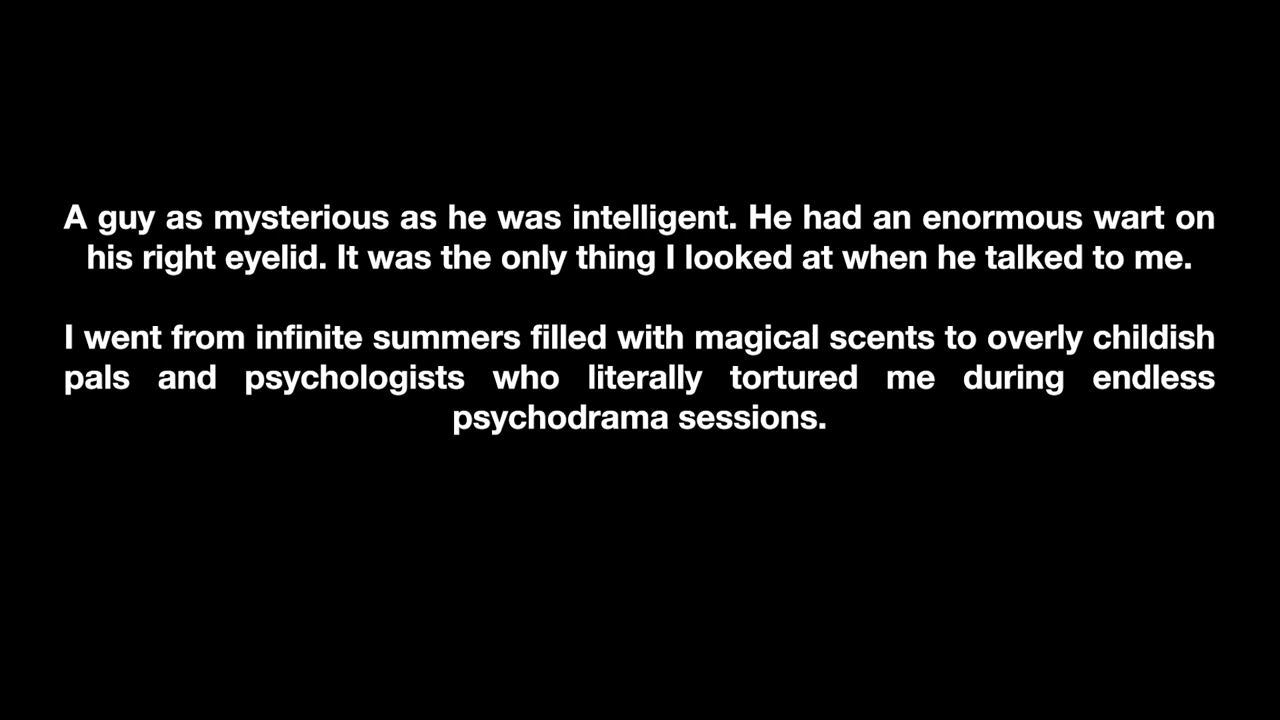 A guy as mysterious as he was intelligent. He had an enormous wart on
his right eyelid. It was the only thing I looked at when he talked to me.
I went from infinite summers filled with magical scents to overly childish
pals and psychologists who literally tortured me during endless
psychodrama sessions.